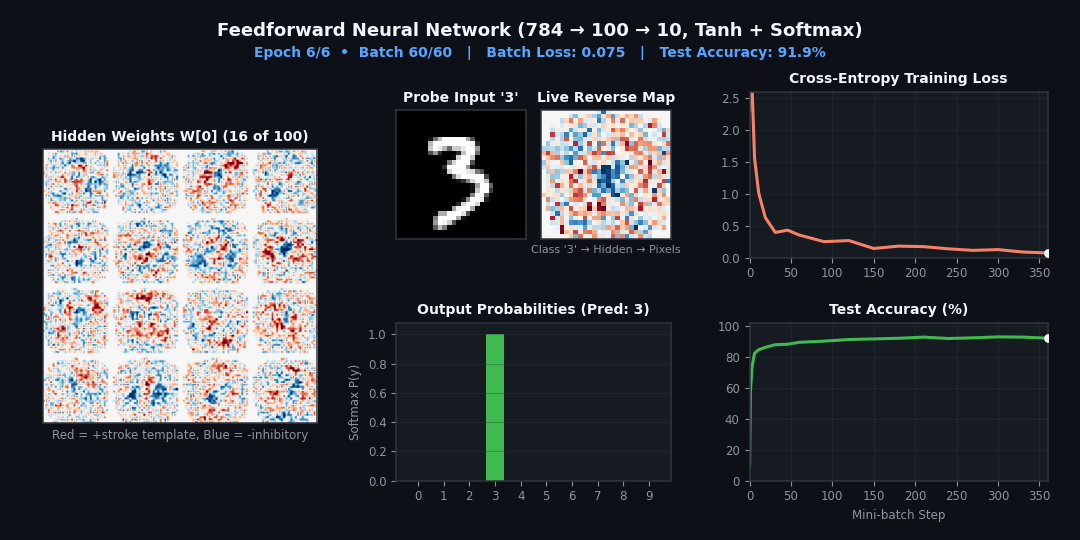 Feedforward Neural Network (784 → 100 → 10, Tanh + Softmax)
Epoch 6/6 • Batch 60/60 | Batch Loss: 0.075 | Test Accuracy: 91.9%
Hidden Weights W[0] (16 of 100)
Red = +stroke template, Blue = -inhibitory
Probe Input '3'
3
Live Reverse Map
Class '3' → Hidden → Pixels
Output Probabilities (Pred: 3)
Softmax P(y)
1.0
0.8
0.6
0.4
0.2
0.0
0 1 2 3 4 5 6 7 8 9
Cross-Entropy Training Loss
2.5
2.0
1.5
1.0
0.5
0.0
0 50 100 150 200 250 300 350
Test Accuracy (%)
100
80
60
40
20
0
0 50 100 150 200 250 300 350
Mini-batch Step